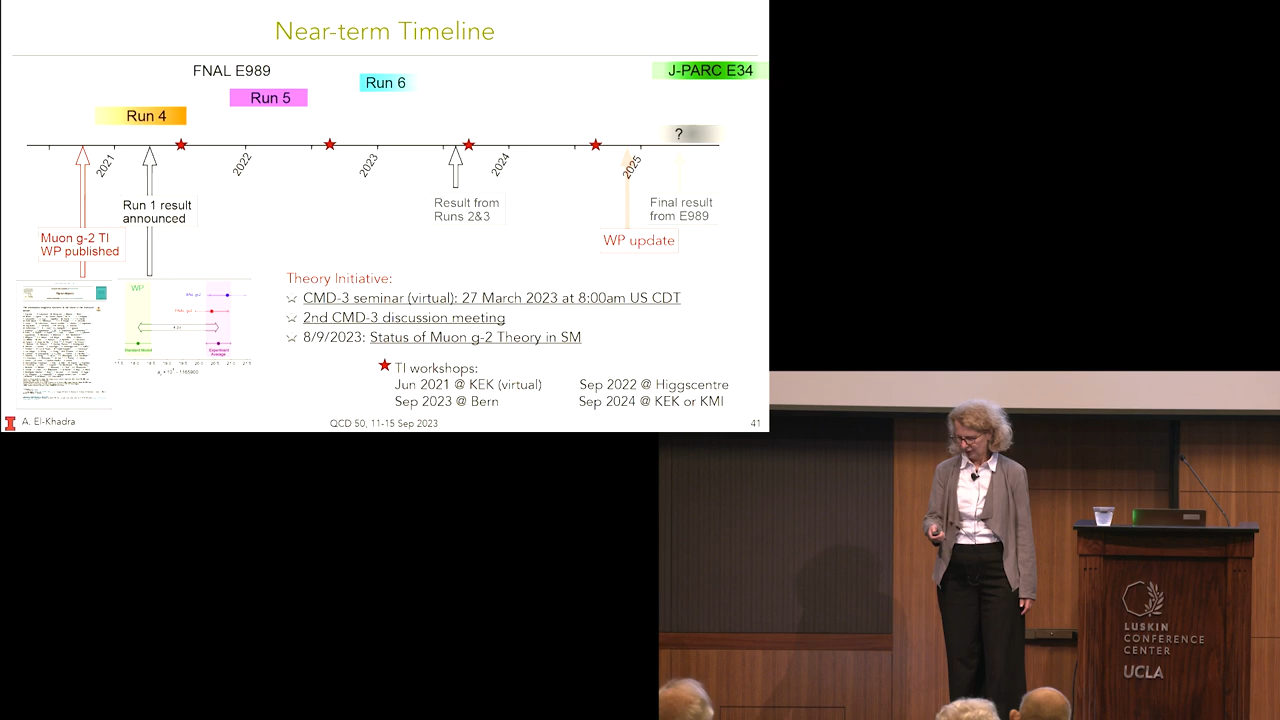 Near-term Timeline
FNAL E989
J-PARC E34
Run 6
Run 5
Run 4
?
2021
2022
2023
2024
2025
Run 1 result
announced
Result from
Runs 2&3
Final result
from E989
Muon g-2 TI
WP published
WP update
WP
Standard Model
Experiment
Average
Theory Initiative:
CMD-3 seminar (virtual): 27 March 2023 at 8:00am US CDT
2nd CMD-3 discussion meeting
Status of Muon g-2 Theory in SM
TI workshops:
Jun 2021 @ KEK (virtual)
Sep 2022 @ Higgscentre
Sep 2023 @ Bern
Sep 2024 @ KEK or KMI
I
A. El-Khadra
QCD 50, 11-15 Sep 2023
41
LUSKIN
CONFERENCE
CENTER
UCLA